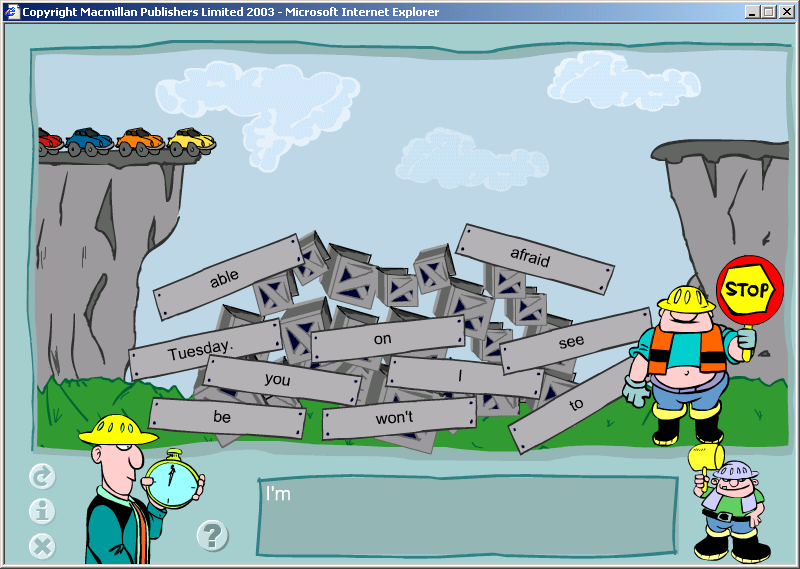 Copyright Macmillan Publishers Limited 2003 - Microsoft Internet Explorer
able
afraid
STOP
Tuesday.
on
see
you
I
to
be
won't
?
I'm